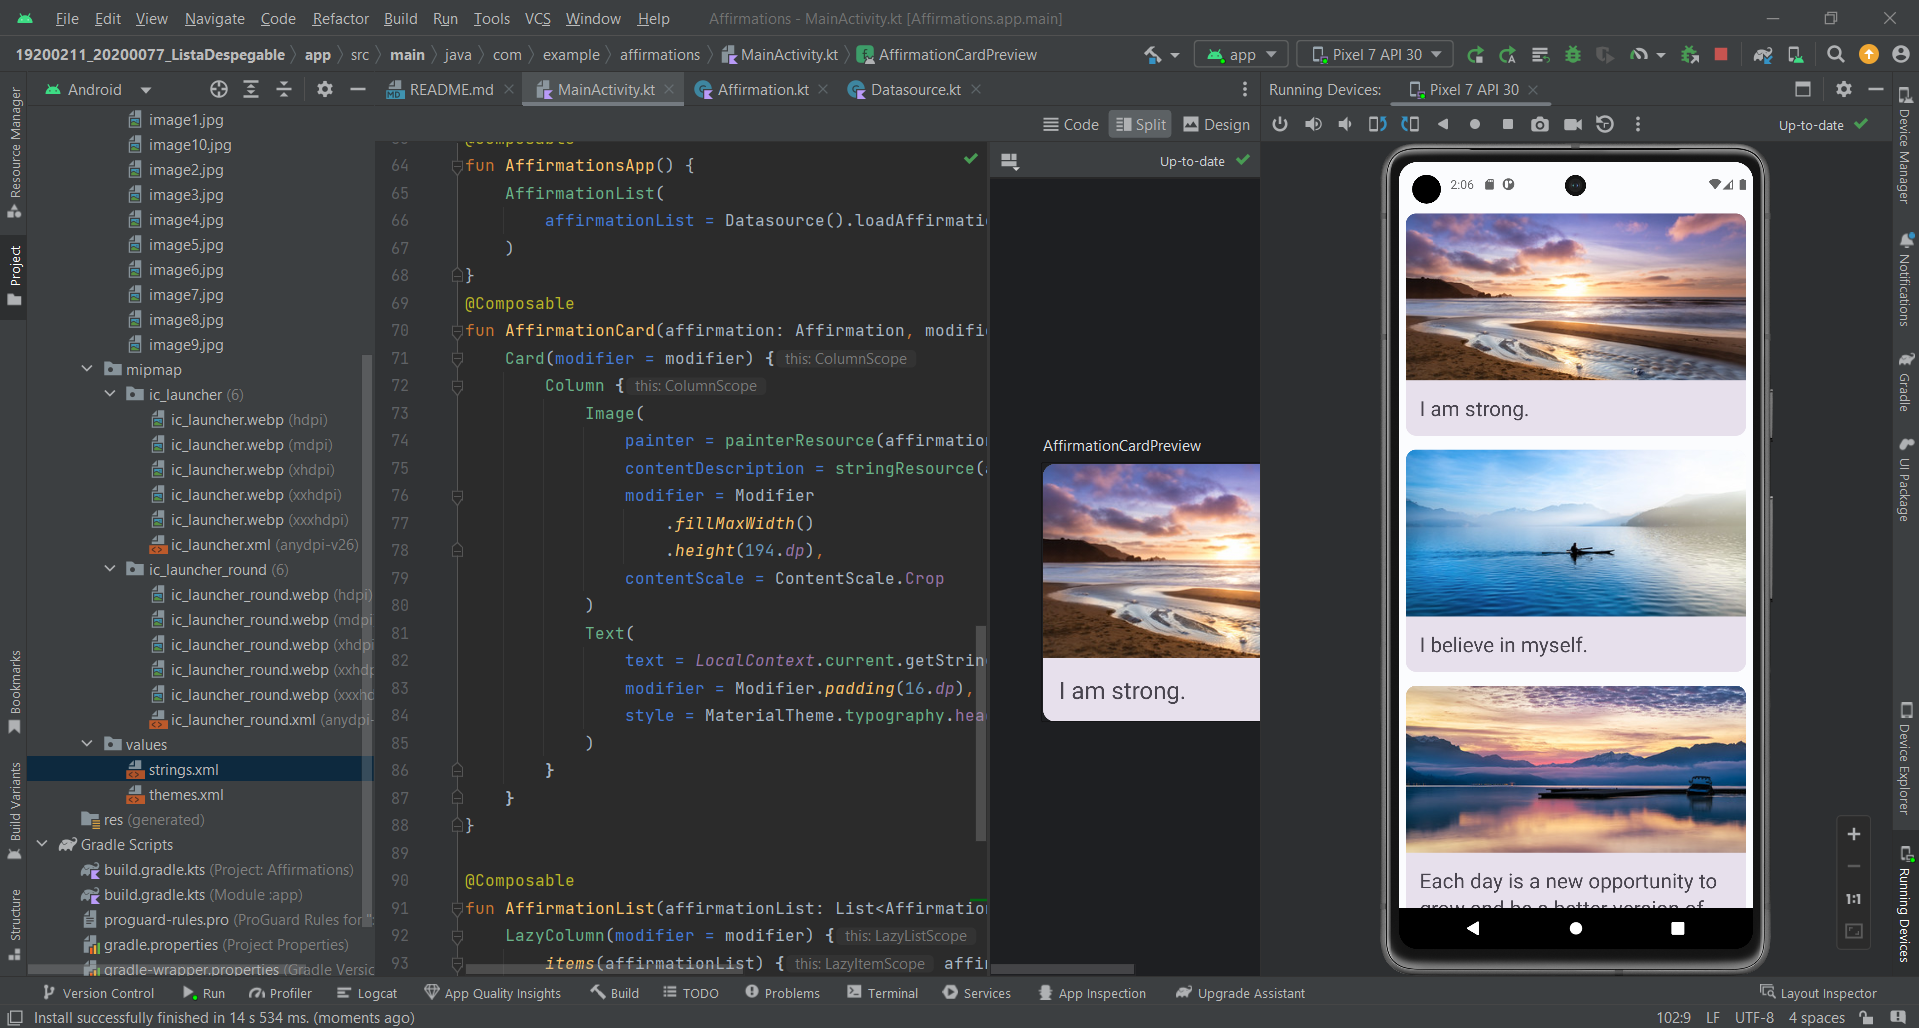 File Edit View Navigate Code Refactor Build Run Tools VCS Window Help Affirmations - MainActivity.kt [Affirmations.app.main]
19200211_20200077_ListaDespegable app src main java com example affirmations MainActivity.kt AffirmationCardPreview app Pixel 7 API 30
Android README.md MainActivity.kt Affirmation.kt Datasource.kt Running Devices: Pixel 7 API 30
Code Split Design Up-to-date
Resource Manager
Project
Bookmarks
Build Variants
Structure
image1.jpg
image10.jpg
image2.jpg
image3.jpg
image4.jpg
image5.jpg
image6.jpg
image7.jpg
image8.jpg
image9.jpg
mipmap
ic_launcher (6)
ic_launcher.webp (hdpi)
ic_launcher.webp (mdpi)
ic_launcher.webp (xhdpi)
ic_launcher.webp (xxhdpi)
ic_launcher.webp (xxxhdpi)
ic_launcher.xml (anydpi-v26)
ic_launcher_round (6)
ic_launcher_round.webp (hdpi)
ic_launcher_round.webp (mdpi
ic_launcher_round.webp (xhdp
ic_launcher_round.webp (xxhdp
ic_launcher_round.webp (xxxhd
ic_launcher_round.xml (anydpi-
values
strings.xml
themes.xml
res (generated)
Gradle Scripts
build.gradle.kts (Project: Affirmations)
build.gradle.kts (Module :app)
proguard-rules.pro (ProGuard Rules for ":
gradle.properties (Project Properties)
gradle-wrapper.properties (Gradle Versio
@Composable
64 fun AffirmationsApp() {
65 AffirmationList(
66 affirmationList = Datasource().loadAffirmatio
67 )
68 }
69 @Composable
70 fun AffirmationCard(affirmation: Affirmation, modifie
71 Card(modifier = modifier) { this: ColumnScope
72 Column { this: ColumnScope
73 Image(
74 painter = painterResource(affirmation
75 contentDescription = stringResource(a
76 modifier = Modifier
77 .fillMaxWidth()
78 .height(194.dp),
79 contentScale = ContentScale.Crop
80 )
81 Text(
82 text = LocalContext.current.getString
83 modifier = Modifier.padding(16.dp),
84 style = MaterialTheme.typography.hea
85 )
86 }
87 }
88 }
89
90 @Composable
91 fun AffirmationList(affirmationList: List<Affirmation
92 LazyColumn(modifier = modifier) { this: LazyListScope
93 items(affirmationList) { this: LazyItemScope affi
Up-to-date
AffirmationCardPreview
I am strong.
2:06
I am strong.
I believe in myself.
Each day is a new opportunity to
grow and be a better version of
1:1
Device Manager
Notifications
Gradle
UI Package
Device Explorer
Running Devices
Version Control Run Profiler Logcat App Quality Insights Build TODO Problems Terminal Services App Inspection Upgrade Assistant Layout Inspector
Install successfully finished in 14 s 534 ms. (moments ago) 102:9 LF UTF-8 4 spaces